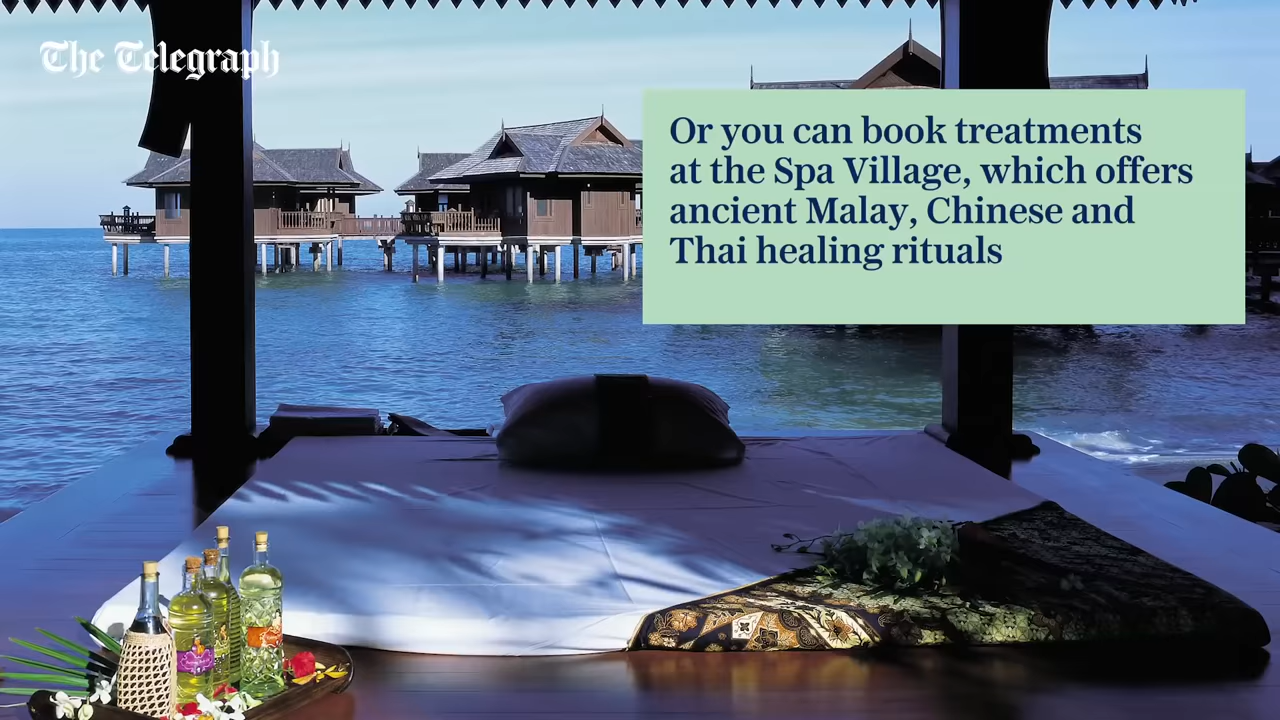 The Telegraph
Or you can book treatments
at the Spa Village, which offers
ancient Malay, Chinese and
Thai healing rituals